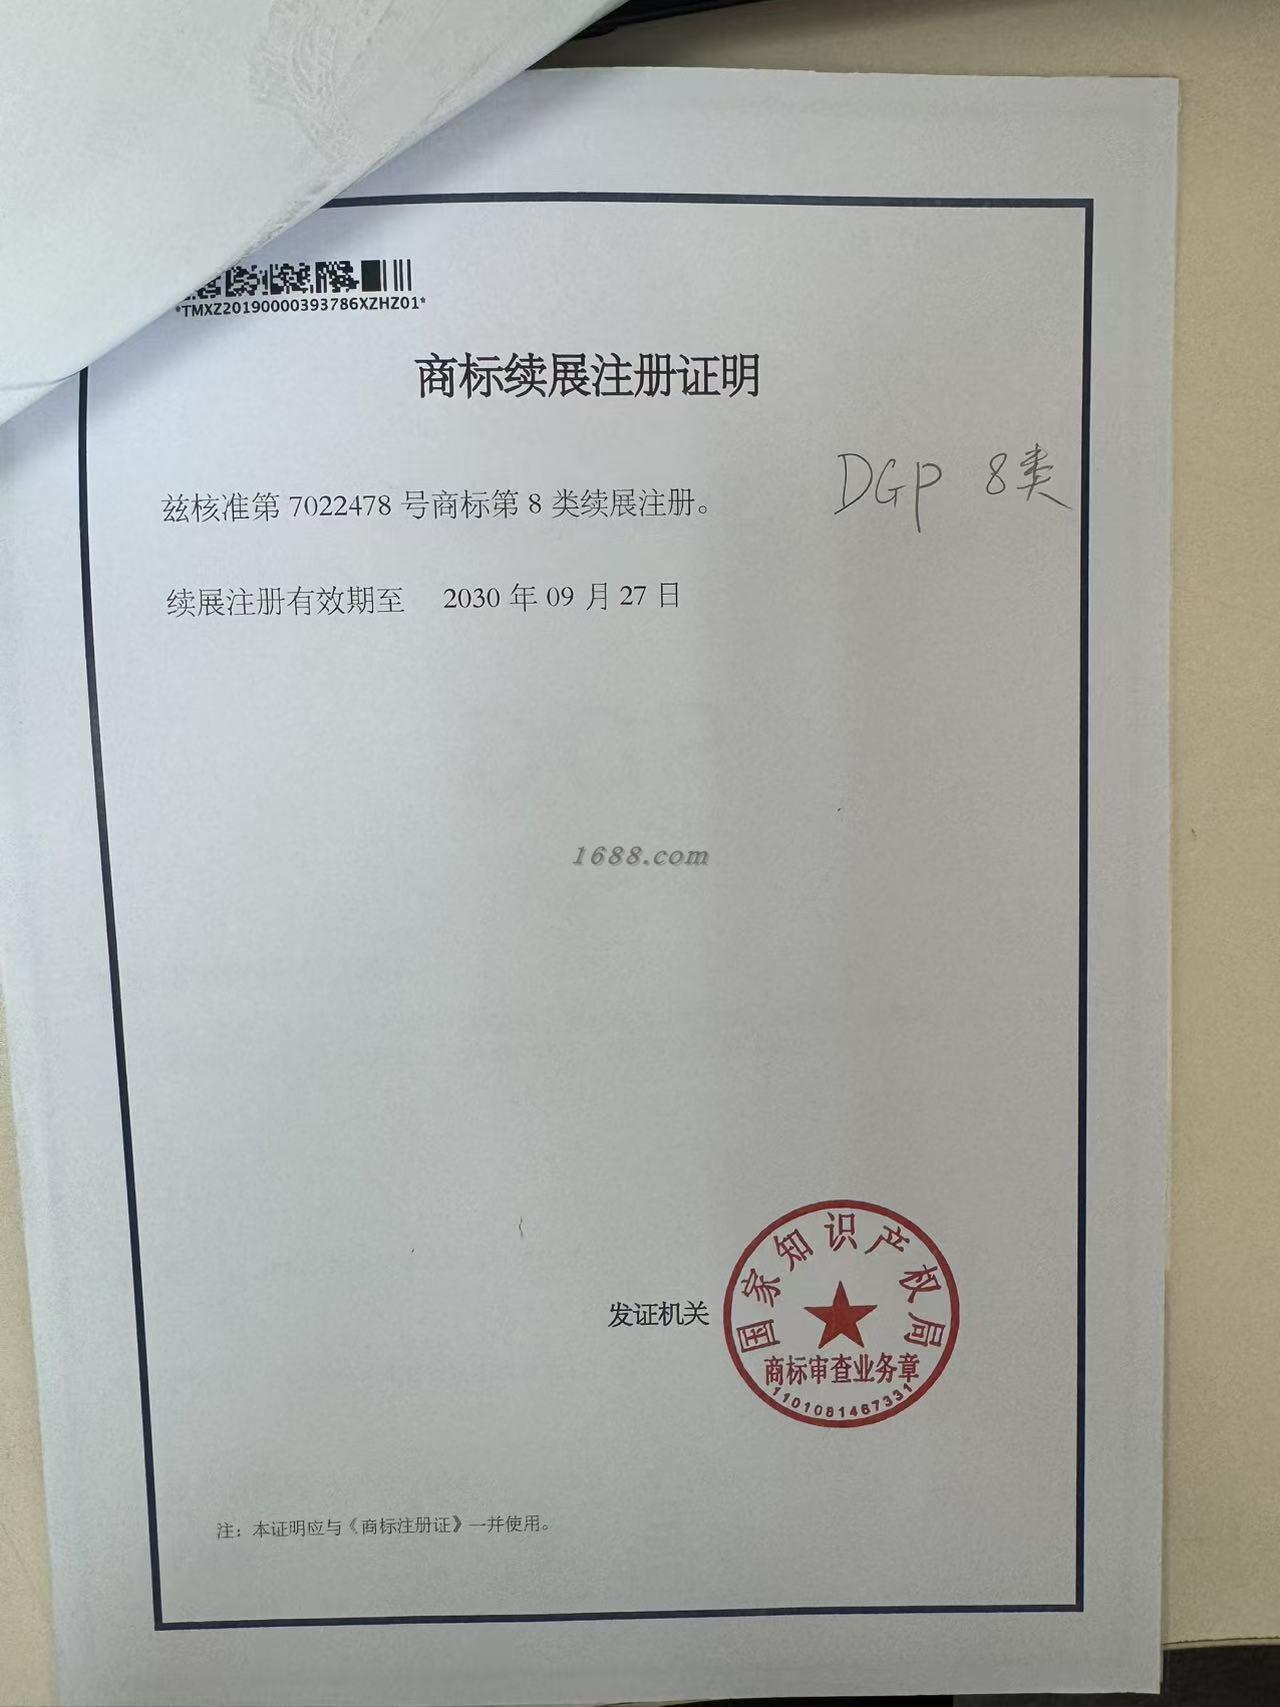 *TMXZ20190000393786XZHZ01*
商标续展注册证明
DGP 8类
兹核准第 7022478 号商标第 8 类续展注册。
续展注册有效期至 2030 年 09 月 27 日
1688.com
发证机关
国家知识产权局
商标审查业务章
1101081467331
注：本证明应与《商标注册证》一并使用。